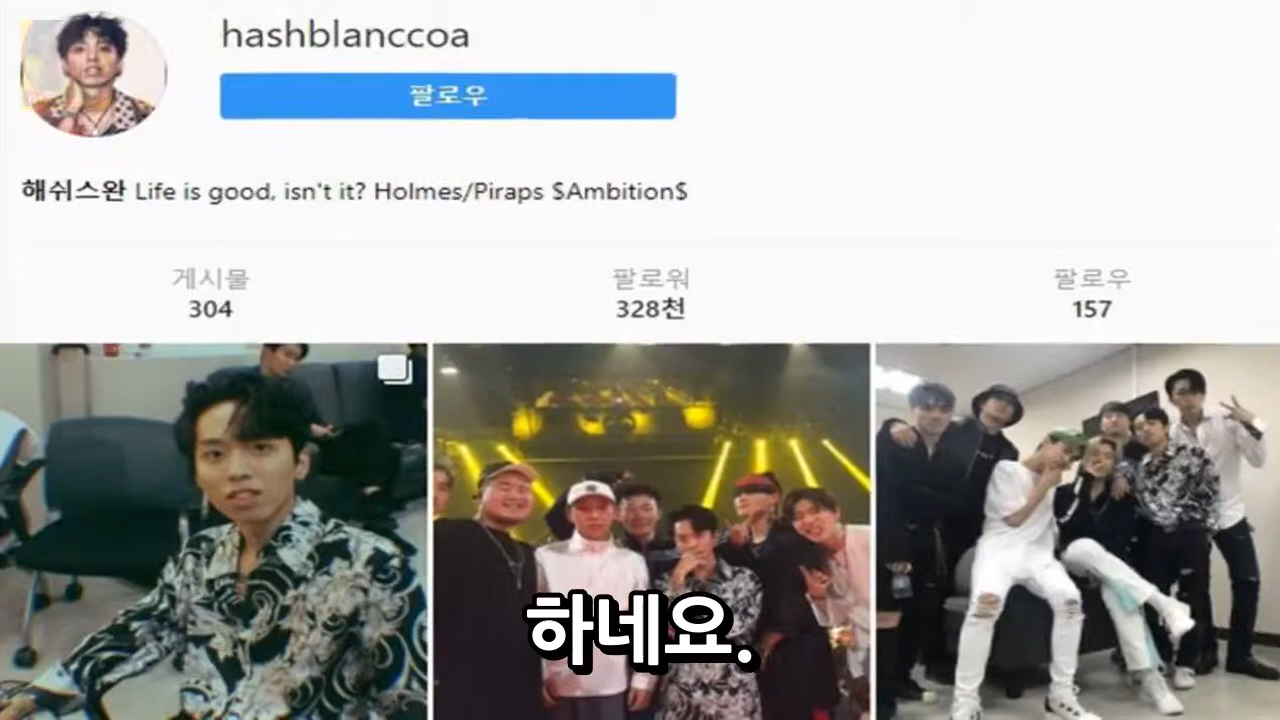 hashblanccoa
팔로우
해쉬스완 Life is good, isn't it? Holmes/Piraps $Ambition$
게시물 팔로워 팔로우
304 328천 157
하네요.